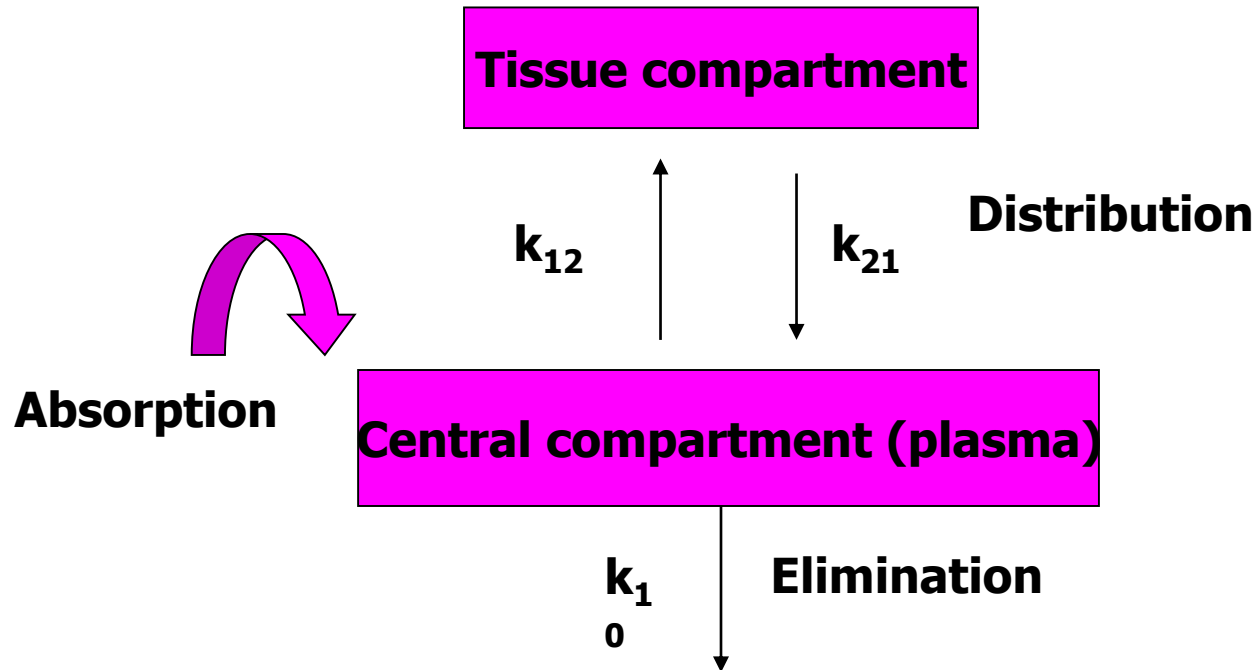 Tissue compartment
Distribution
k₁₂
k₂₁
Absorption
Central compartment (plasma)
k₁
₀
Elimination